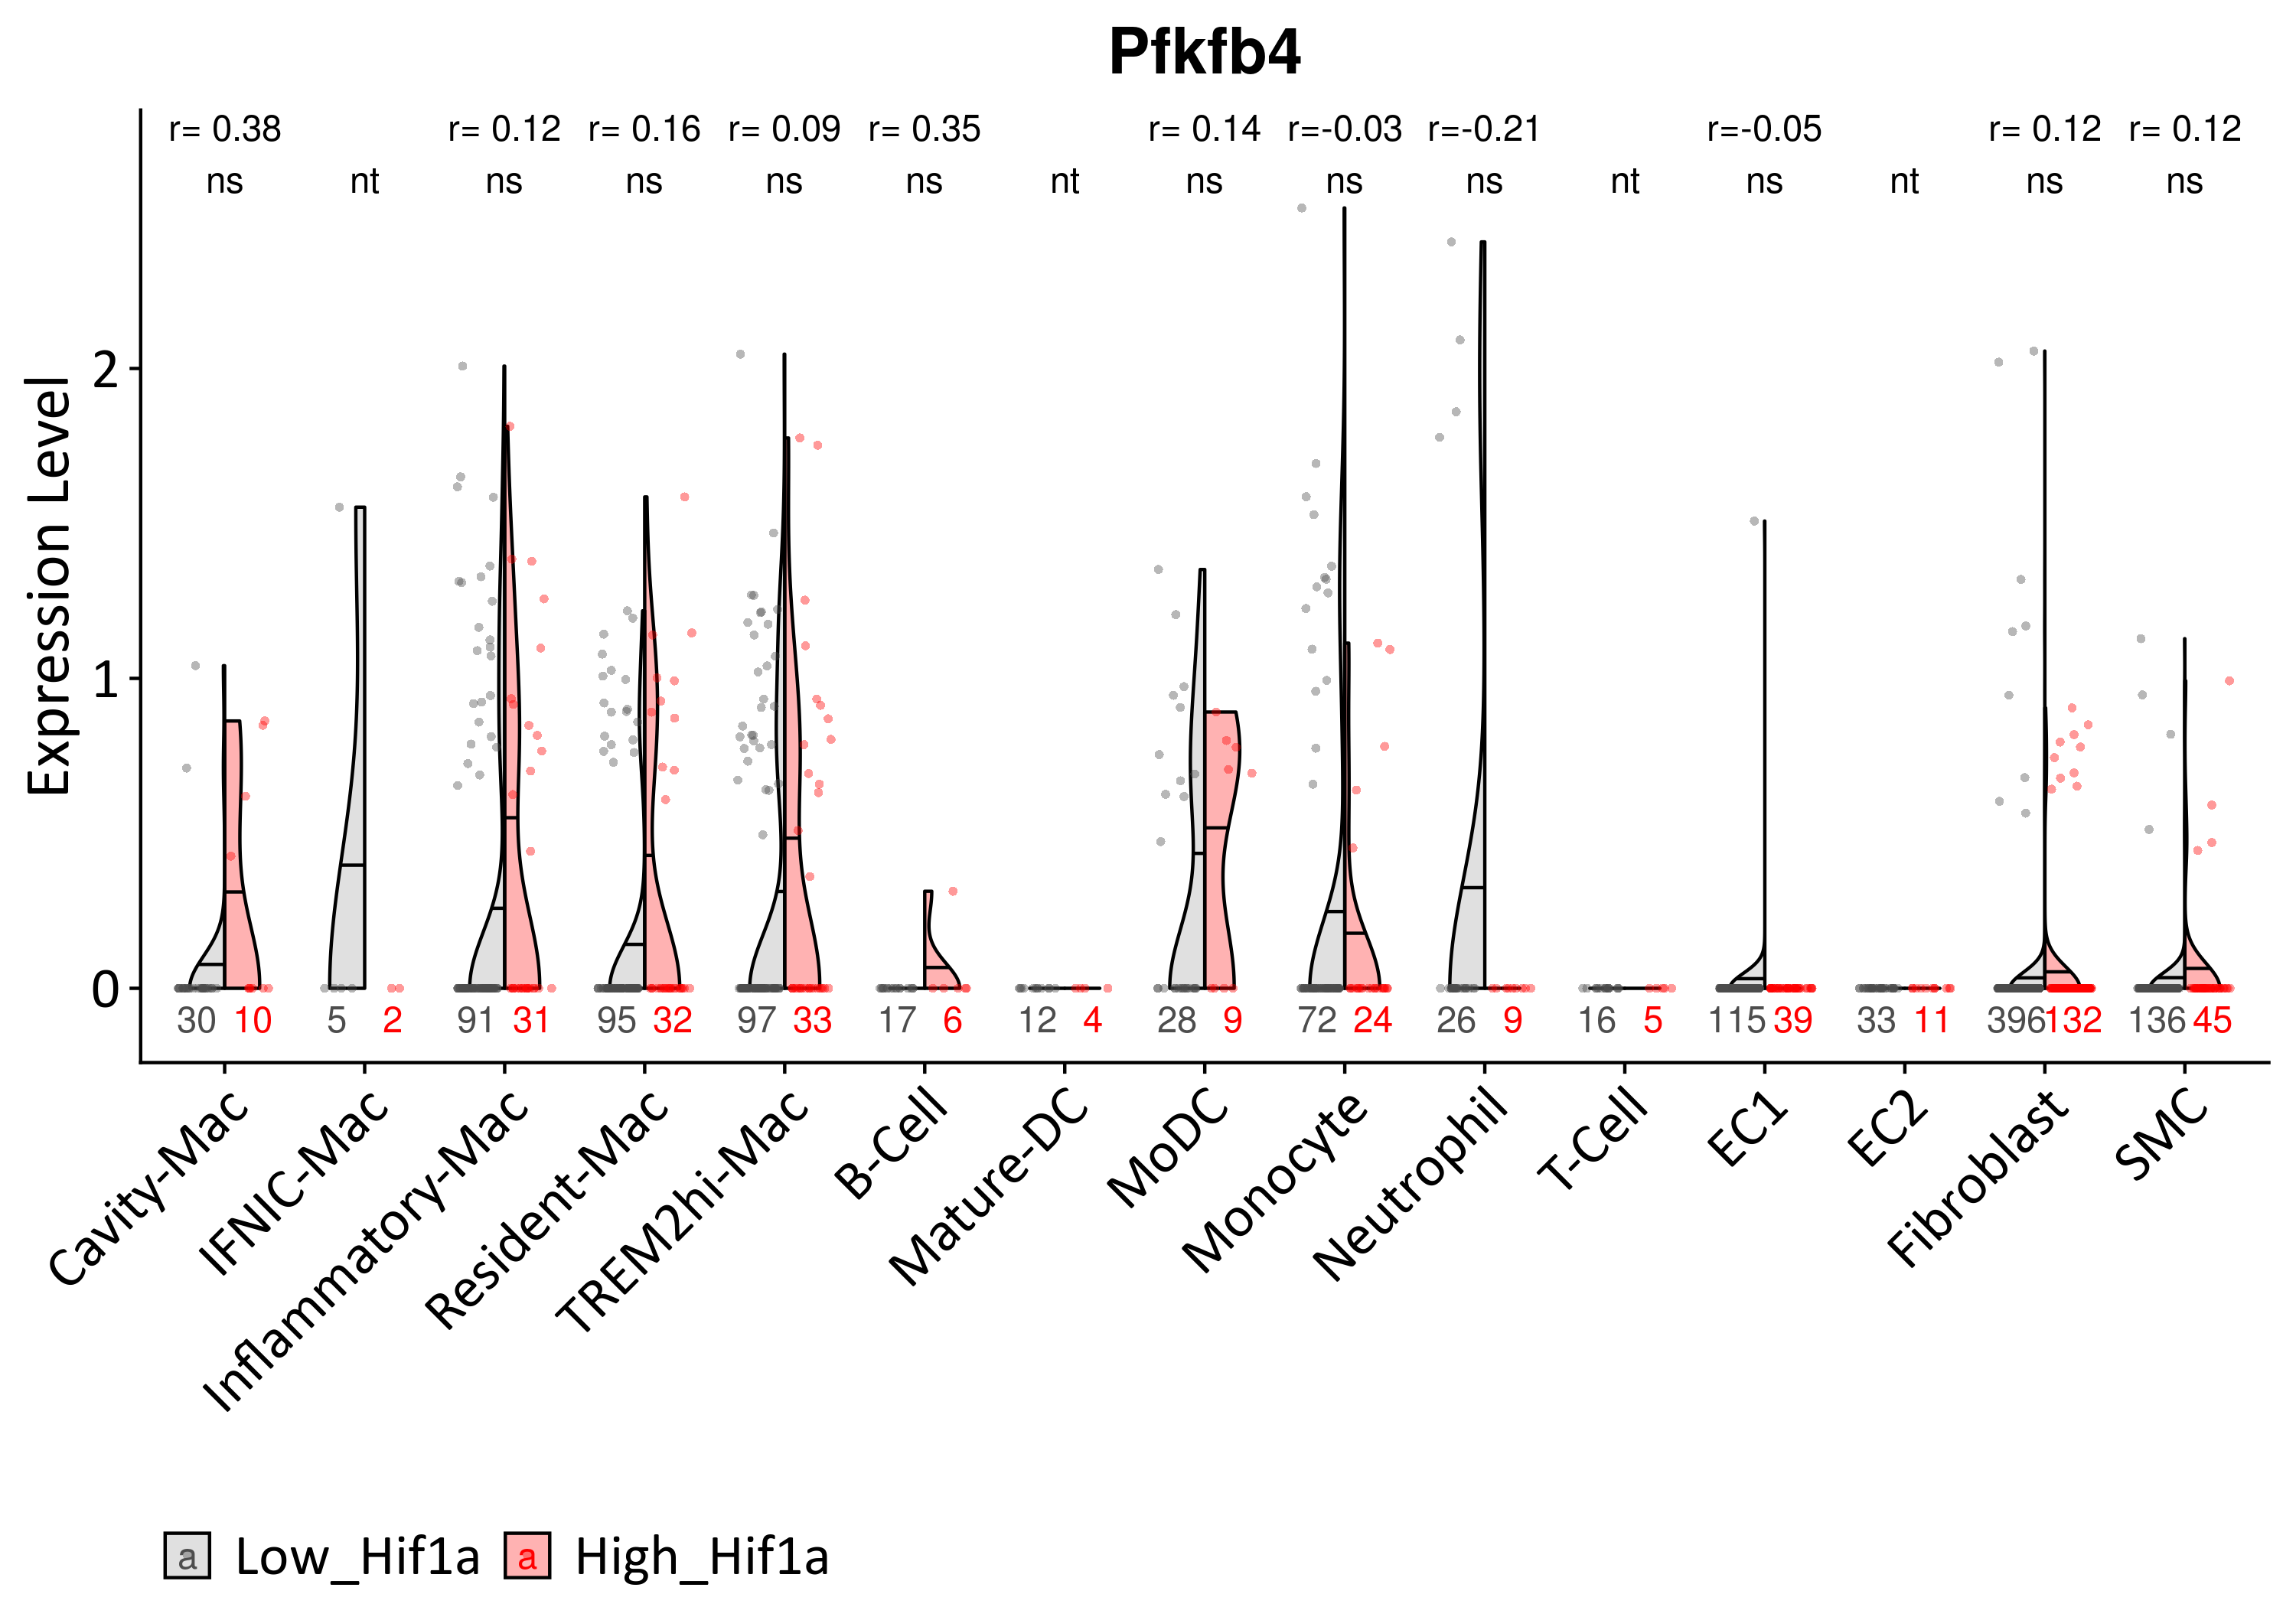 Pfkfb4
r= 0.38 r= 0.12 r= 0.16 r= 0.09 r= 0.35 r= 0.14 r=-0.03 r=-0.21 r=-0.05 r= 0.12 r= 0.12
ns nt ns ns ns ns nt ns ns ns nt ns nt ns ns
Expression Level
2
1
0
30 10 5 2 91 31 95 32 97 33 17 6 12 4 28 9 72 24 26 9 16 5 115 39 33 11 396 132 136 45
Cavity-Mac
IFNIC-Mac
Inflammatory-Mac
Resident-Mac
TREM2hi-Mac
B-Cell
Mature-DC
MoDC
Monocyte
Neutrophil
T-Cell
EC1
EC2
Fibroblast
SMC
a Low_Hif1a a High_Hif1a